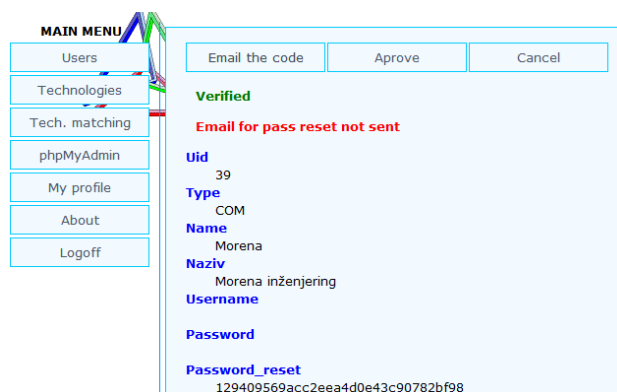 MAIN MENU
Users
Technologies
Tech. matching
phpMyAdmin
My profile
About
Logoff
Email the code
Aprove
Cancel
Verified
Email for pass reset not sent
Uid
39
Type
COM
Name
Morena
Naziv
Morena inženjering
Username
Password
Password_reset
129409569acc2eea4d0e43c90782bf98